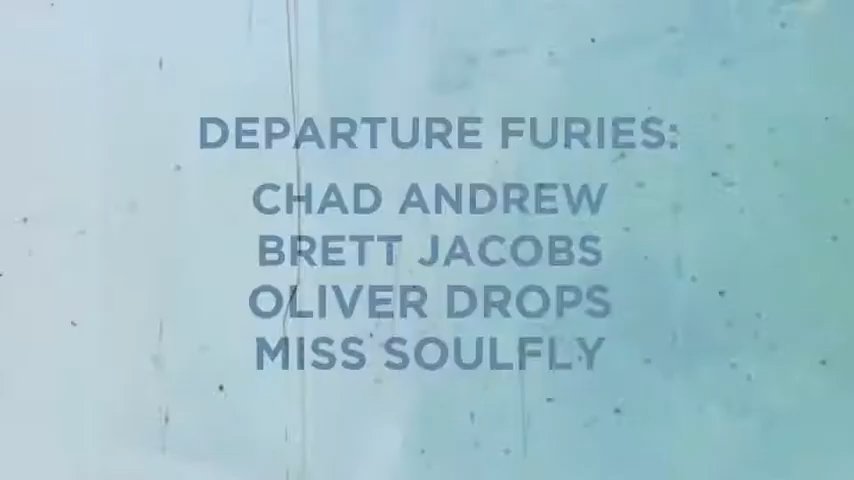 DEPARTURE FURIES:
CHAD ANDREW
BRETT JACOBS
OLIVER DROPS
MISS SOULFLY